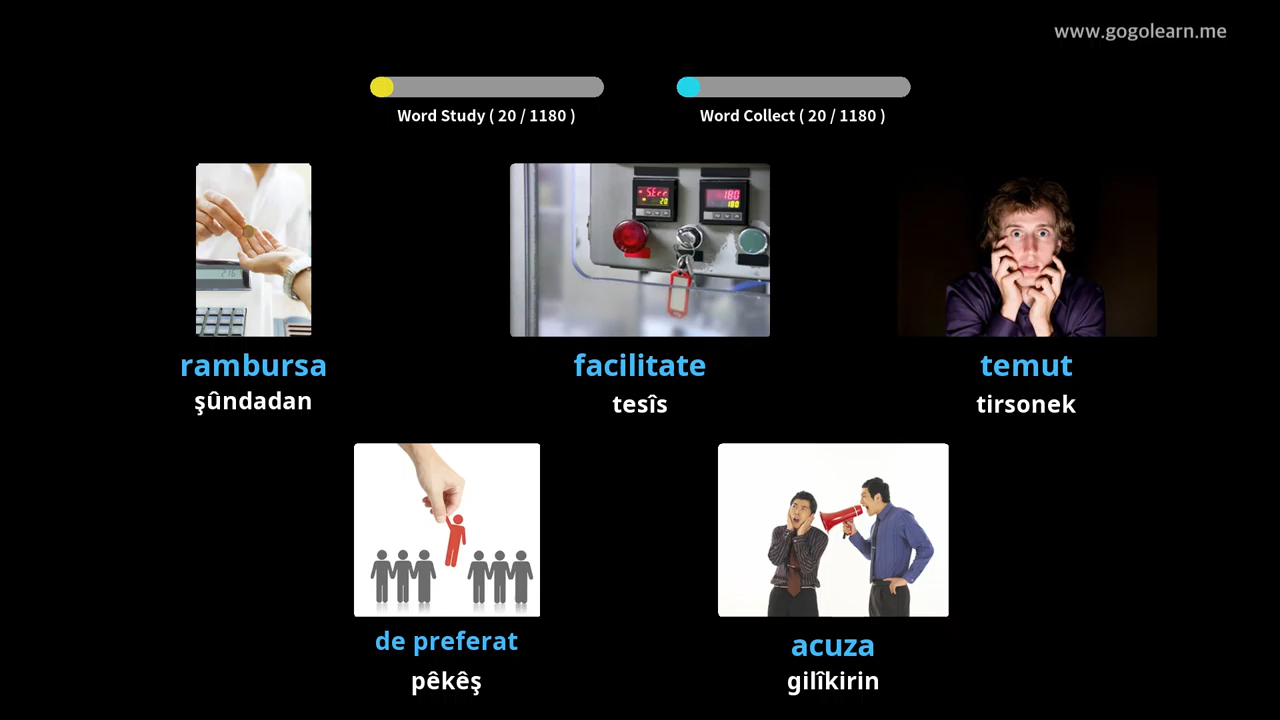 www.gogolearn.me
Word Study ( 20 / 1180 )
Word Collect ( 20 / 1180 )
rambursa
şûndadan
facilitate
tesîs
temut
tirsonek
de preferat
pêkêş
acuza
gilîkirin